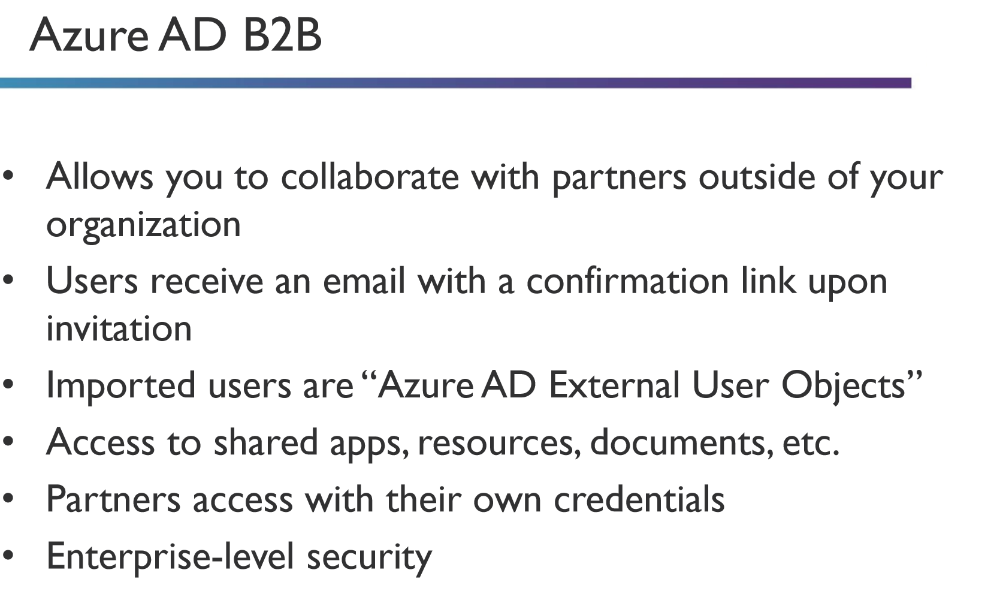 Azure AD B2B
• Allows you to collaborate with partners outside of your
organization
• Users receive an email with a confirmation link upon
invitation
• Imported users are “Azure AD External User Objects”
• Access to shared apps, resources, documents, etc.
• Partners access with their own credentials
• Enterprise-level security